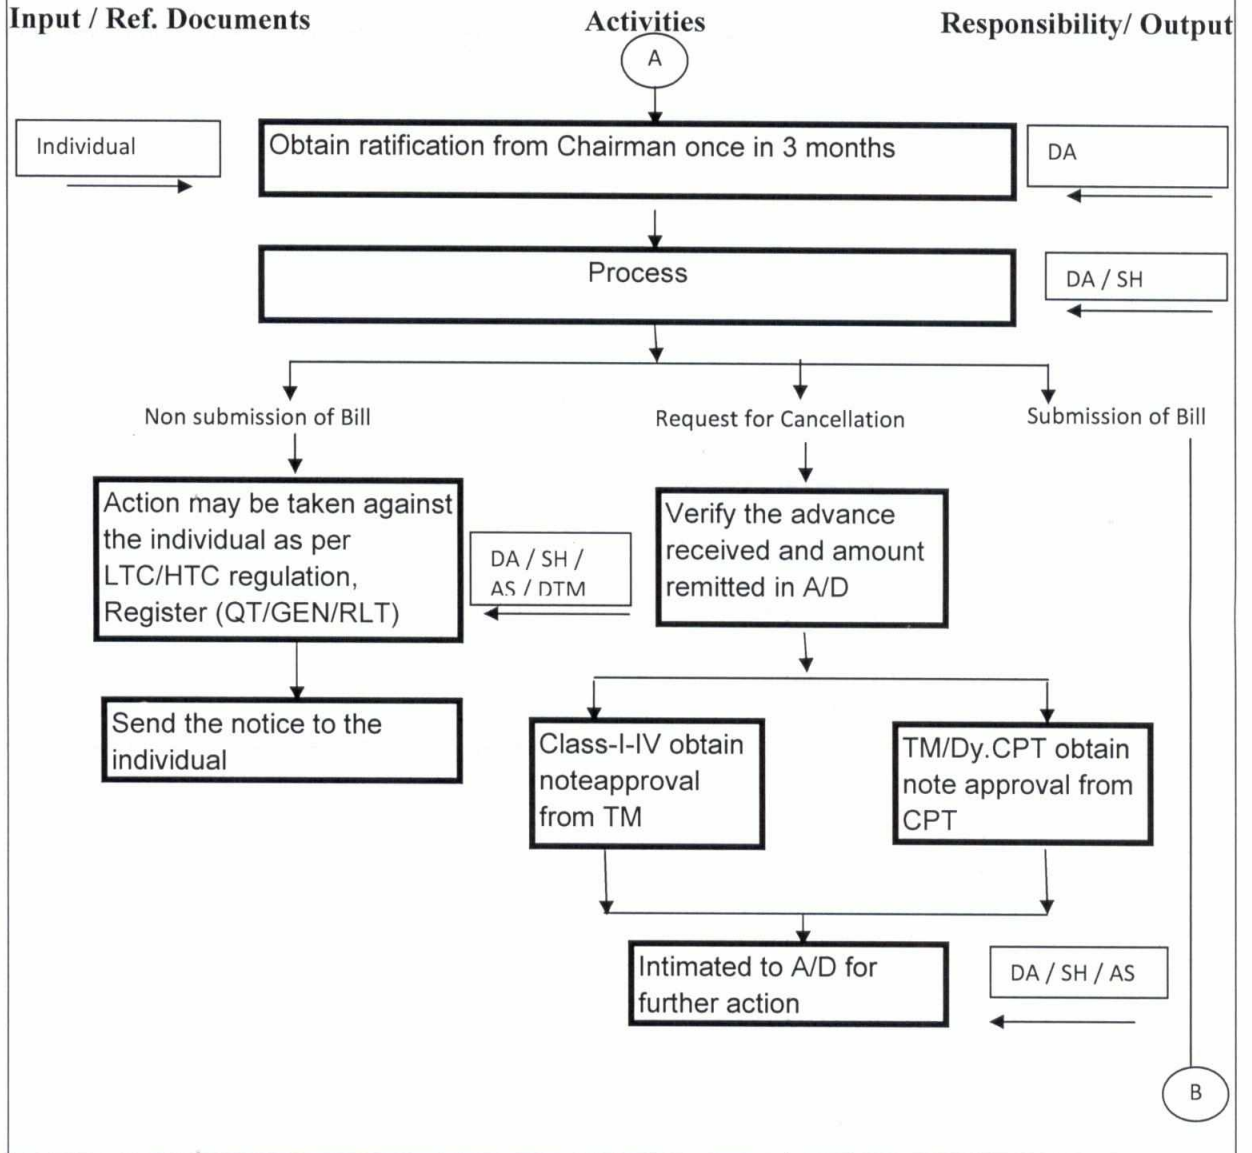 Input / Ref. Documents
Activities
Responsibility/ Output
A
Individual
Obtain ratification from Chairman once in 3 months
DA
Process
DA / SH
Non submission of Bill
Request for Cancellation
Submission of Bill
Action may be taken against
the individual as per
LTC/HTC regulation,
Register (QT/GEN/RLT)
DA / SH /
AS / DTM
Verify the advance
received and amount
remitted in A/D
Send the notice to the
individual
Class-I-IV obtain
noteapproval
from TM
TM/Dy.CPT obtain
note approval from
CPT
Intimated to A/D for
further action
DA / SH / AS
B